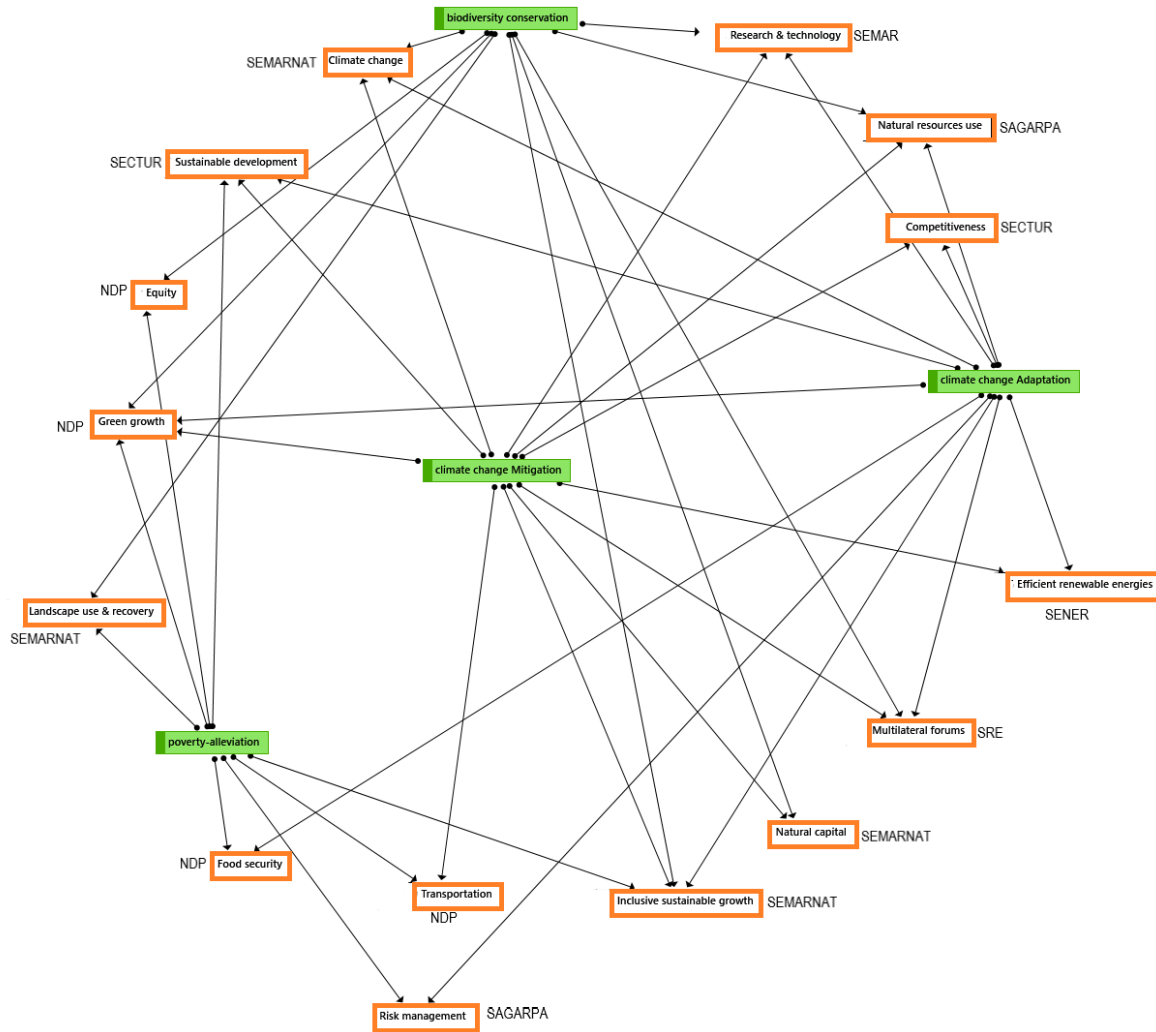 biodiversity conservation
Research & technology SEMAR
SEMARNAT Climate change
Natural resources use SAGARPA
SECTUR Sustainable development
Competitiveness SECTUR
NDP Equity
climate change Adaptation
NDP Green growth
climate change Mitigation
Efficient renewable energies
SENER
Landscape use & recovery
SEMARNAT
Multilateral forums SRE
poverty-alleviation
Natural capital SEMARNAT
NDP Food security
Transportation
NDP
Inclusive sustainable growth SEMARNAT
Risk management SAGARPA